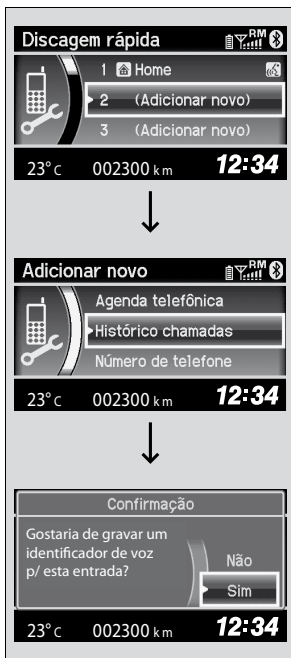 Discagem rápida RM
1 Home
2 (Adicionar novo)
3 (Adicionar novo)
23°C 002300 km 12:34
Adicionar novo RM
Agenda telefônica
Histórico chamadas
Número de telefone
23°C 002300 km 12:34
Confirmação
Gostaria de gravar um
identificador de voz
p/ esta entrada?
Não
Sim
23°C 002300 km 12:34